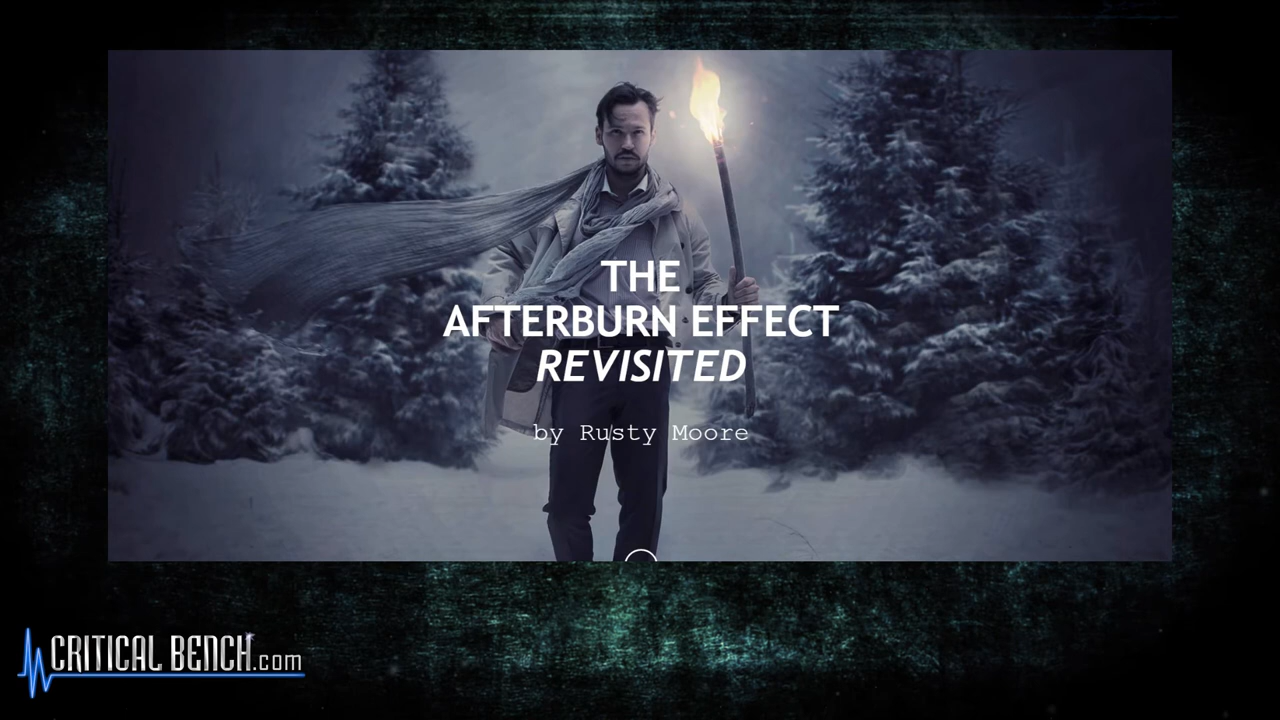 THE
AFTERBURN EFFECT
REVISITED
by Rusty Moore
CRITICAL BENCH.com